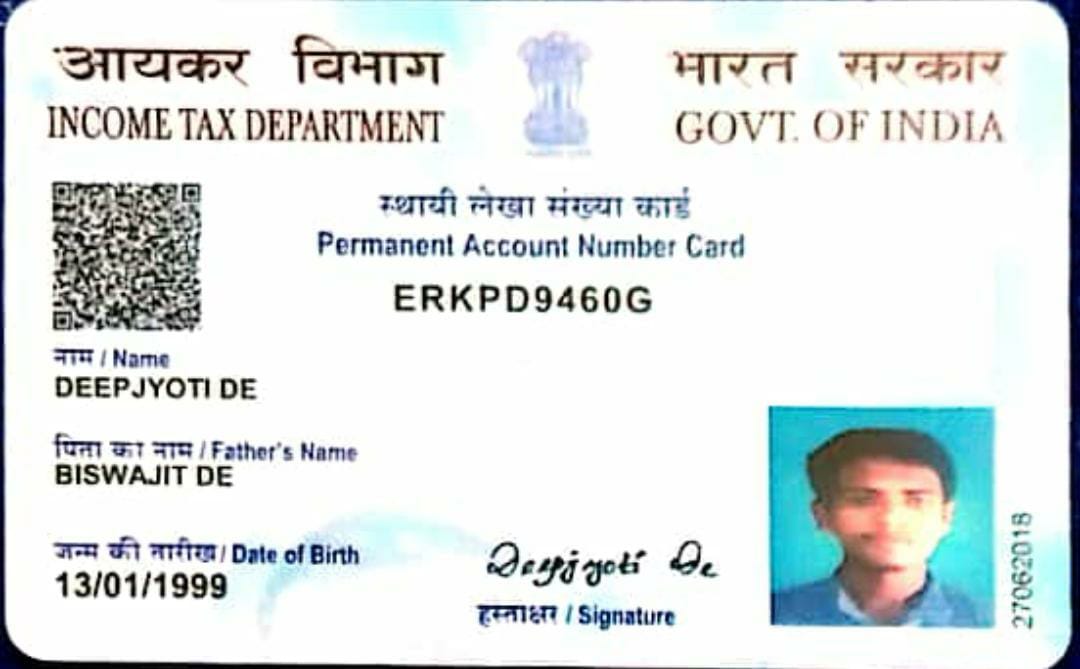 आयकर विभाग
INCOME TAX DEPARTMENT
भारत सरकार
GOVT. OF INDIA
स्थायी लेखा संख्या कार्ड
Permanent Account Number Card
ERKPD9460G
नाम / Name
DEEPJYOTI DE
पिता का नाम / Father's Name
BISWAJIT DE
जन्म की तारीख / Date of Birth
13/01/1999
Deepjyoti De
हस्ताक्षर / Signature
27062018